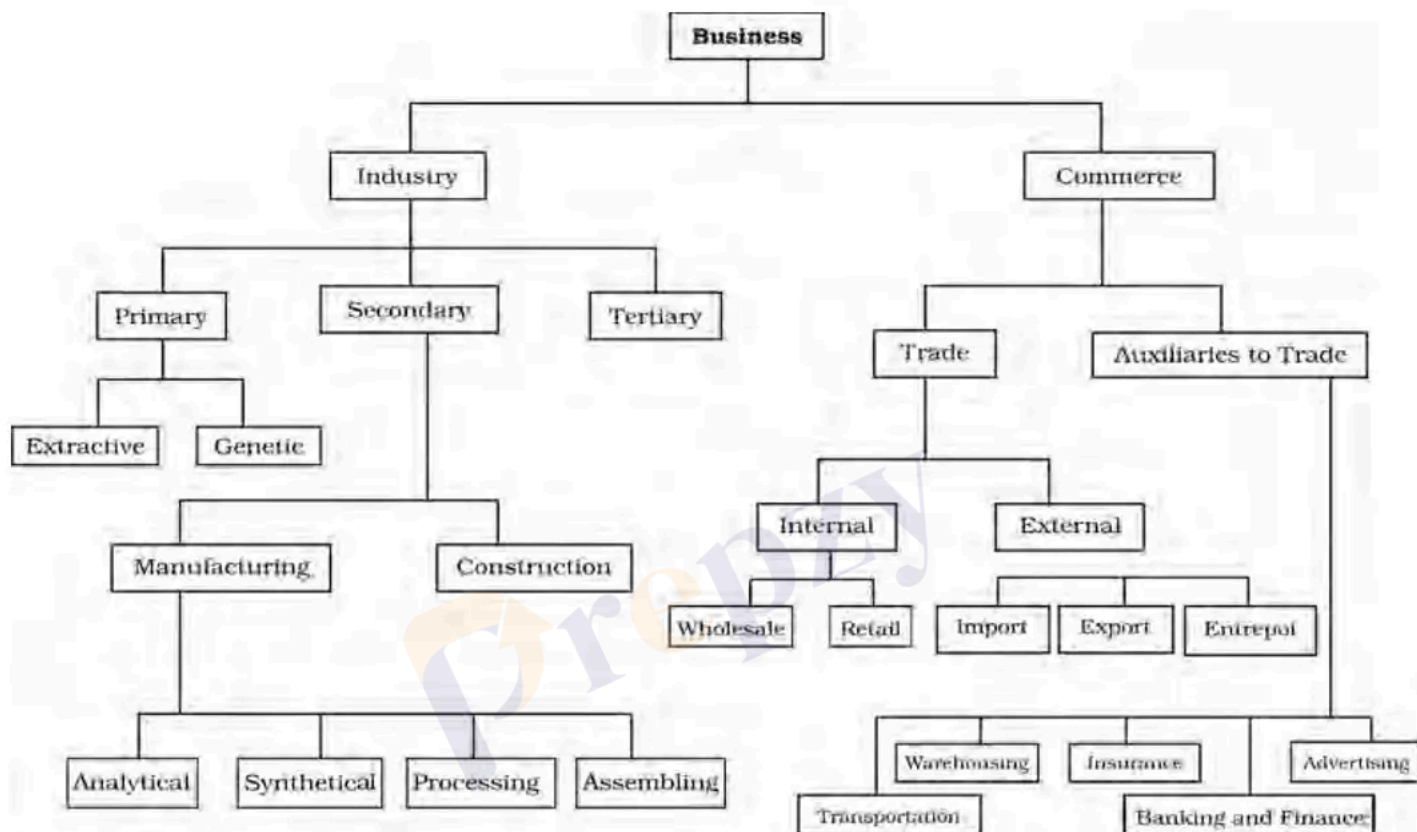 Business
Industry
Commerce
Primary
Secondary
Tertiary
Trade
Auxiliaries to Trade
Extractive
Genetic
Internal
External
Manufacturing
Construction
Wholesale
Retail
Import
Export
Entrepot
Analytical
Synthetical
Processing
Assembling
Warehousing
Insurance
Advertising
Transportation
Banking and Finance
Prepzy